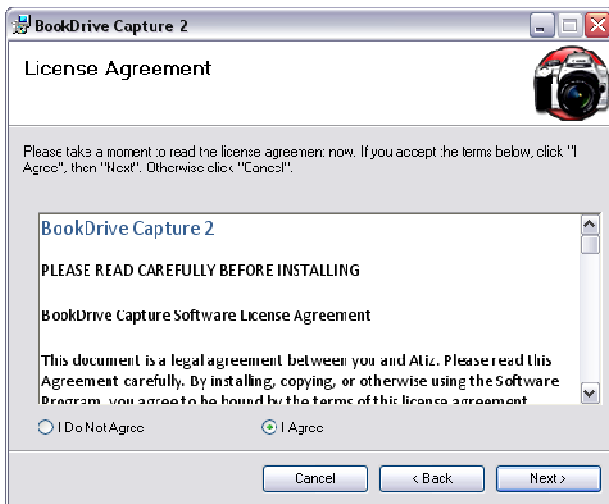 BookDrive Capture 2
License Agreement
Please take a moment to read the license agreement now. If you accept the terms below, click "I
Agree", then "Next". Otherwise click "Cancel".
BookDrive Capture 2
PLEASE READ CAREFULLY BEFORE INSTALLING
BookDrive Capture Software License Agreement
This document is a legal agreement between you and Atiz. Please read this
Agreement carefully. By installing, copying, or otherwise using the Software
Program, you agree to be bound by the terms of this license agreement
I Do Not Agree
I Agree
Cancel
< Back
Next >